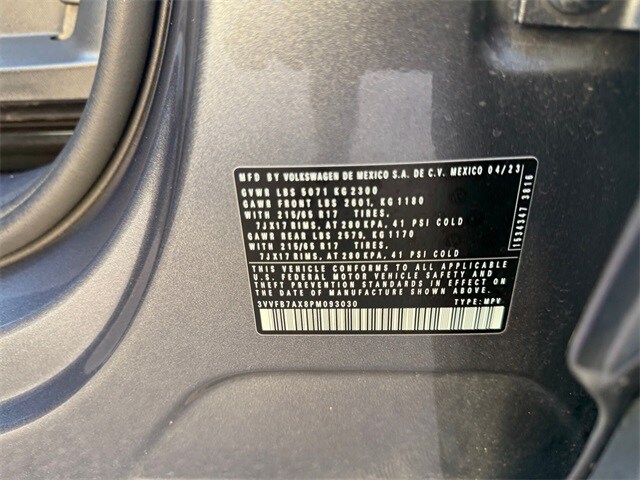 MFD BY VOLKSWAGEN DE MEXICO S.A. DE C.V. MEXICO 04/23
GVWR LBS 5071 KG 2300
GAWR FRONT LBS 2601, KG 1180
WITH 215/65 R17 TIRES,
7JX17 RIMS, AT 280 KPA, 41 PSI COLD
GAWR REAR LBS 2579, KG 1170
WITH 215/65 R17 TIRES,
7JX17 RIMS, AT 280 KPA, 41 PSI COLD
THIS VEHICLE CONFORMS TO ALL APPLICABLE
U.S. FEDERAL MOTOR VEHICLE SAFETY AND
THEFT PREVENTION STANDARDS IN EFFECT ON
THE DATE OF MANUFACTURE SHOWN ABOVE.
3VVFB7AX8PM093030 TYPE: MPV
1534347 3816